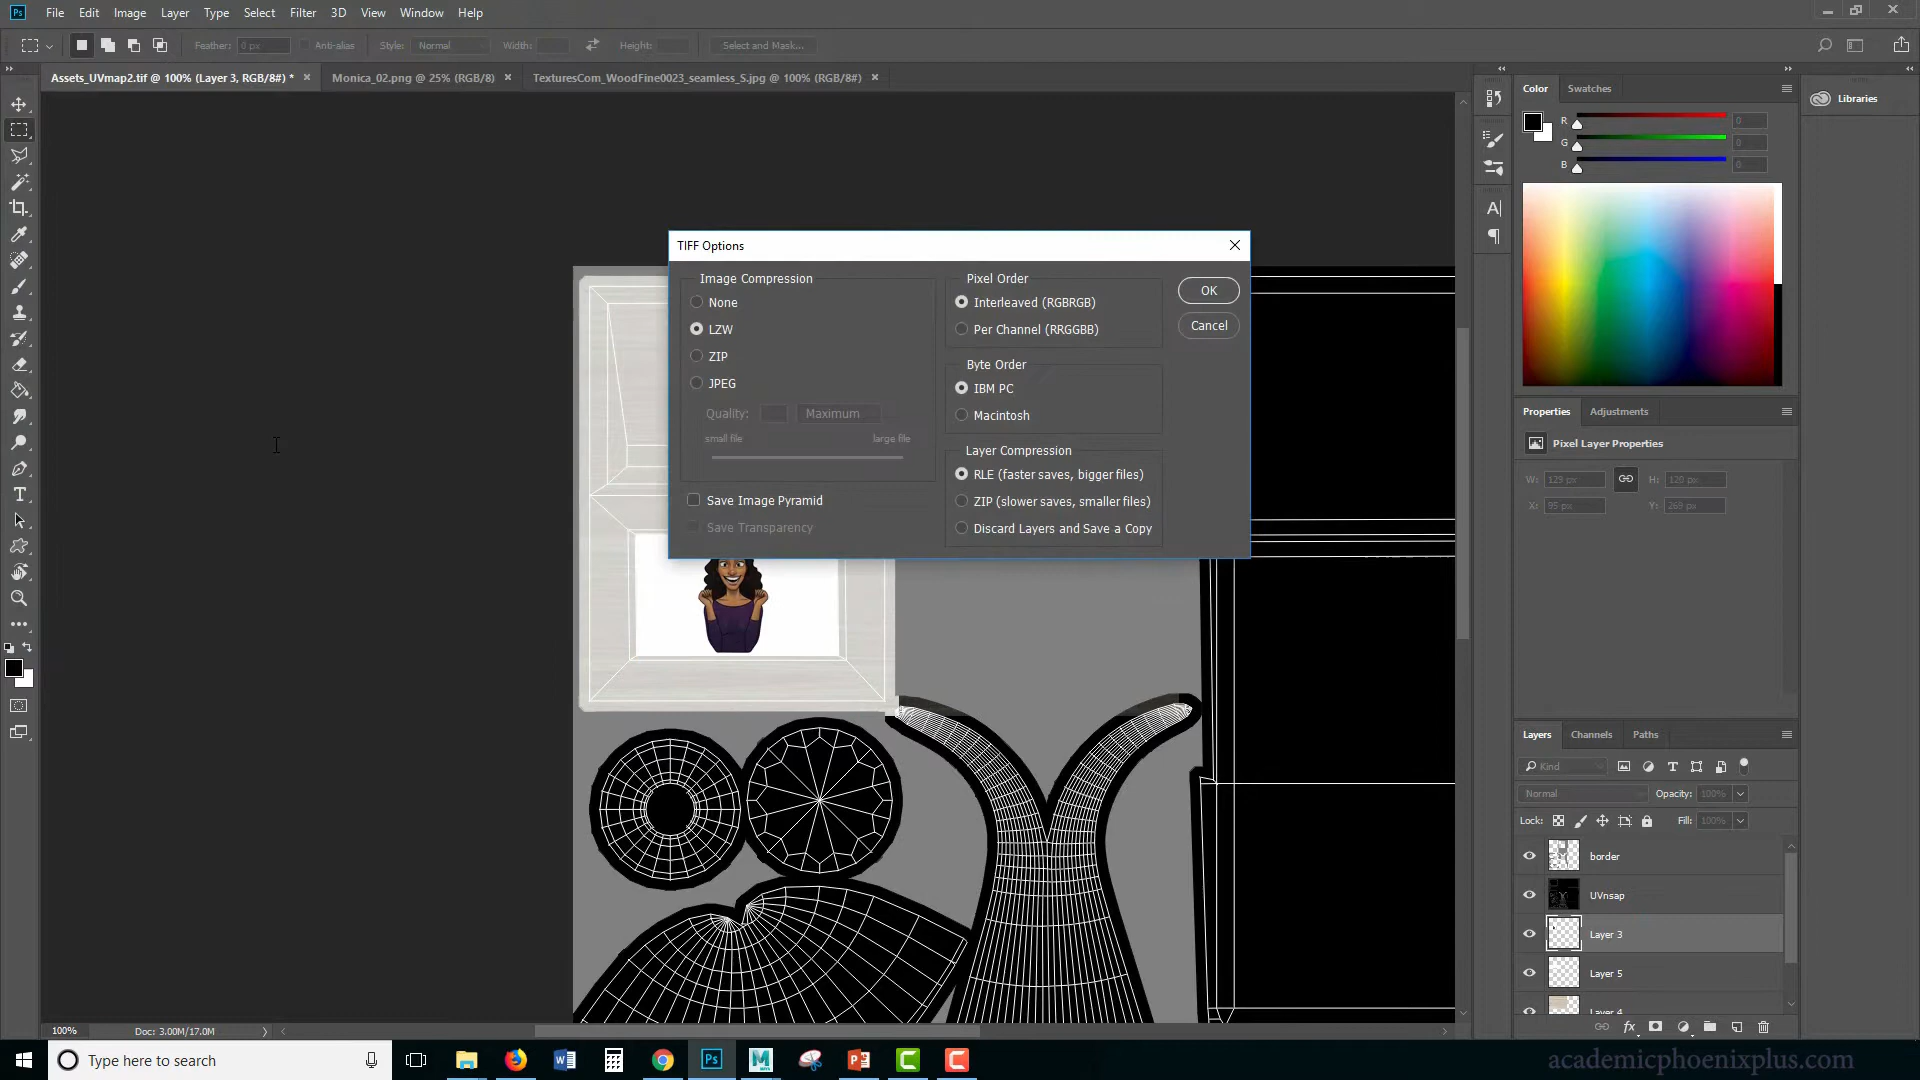 Ps File Edit Image Layer Type Select Filter 3D View Window Help
Feather: 0 px Anti-alias Style: Normal Width: Height: Select and Mask...
Assets_UVmap2.tif @ 100% (Layer 3, RGB/8#) * × Monica_02.png @ 25% (RGB/8) × TexturesCom_WoodFine0023_seamless_S.jpg @ 100% (RGB/8#) ×
Color Swatches
Libraries
R 0
G 0
B 0
TIFF Options
Image Compression
None
LZW
ZIP
JPEG
Quality: Maximum
small file large file
Save Image Pyramid
Save Transparency
Pixel Order
Interleaved (RGBRGB)
Per Channel (RRGGBB)
Byte Order
IBM PC
Macintosh
Layer Compression
RLE (faster saves, bigger files)
ZIP (slower saves, smaller files)
Discard Layers and Save a Copy
OK
Cancel
Properties Adjustments
Pixel Layer Properties
W: 129 px H: 120 px
X: 95 px Y: 269 px
Layers Channels Paths
Kind
Normal Opacity: 100%
Lock: Fill: 100%
border
UVnsap
Layer 3
Layer 5
Layer 4
100% Doc: 3.00M/17.0M
Type here to search
academicphoenixplus.com